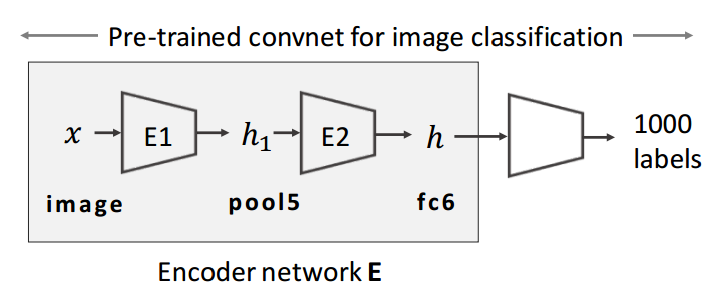 Pre-trained convnet for image classification
x E1 h₁ E2 h
1000
labels
image pool5 fc6
Encoder network E